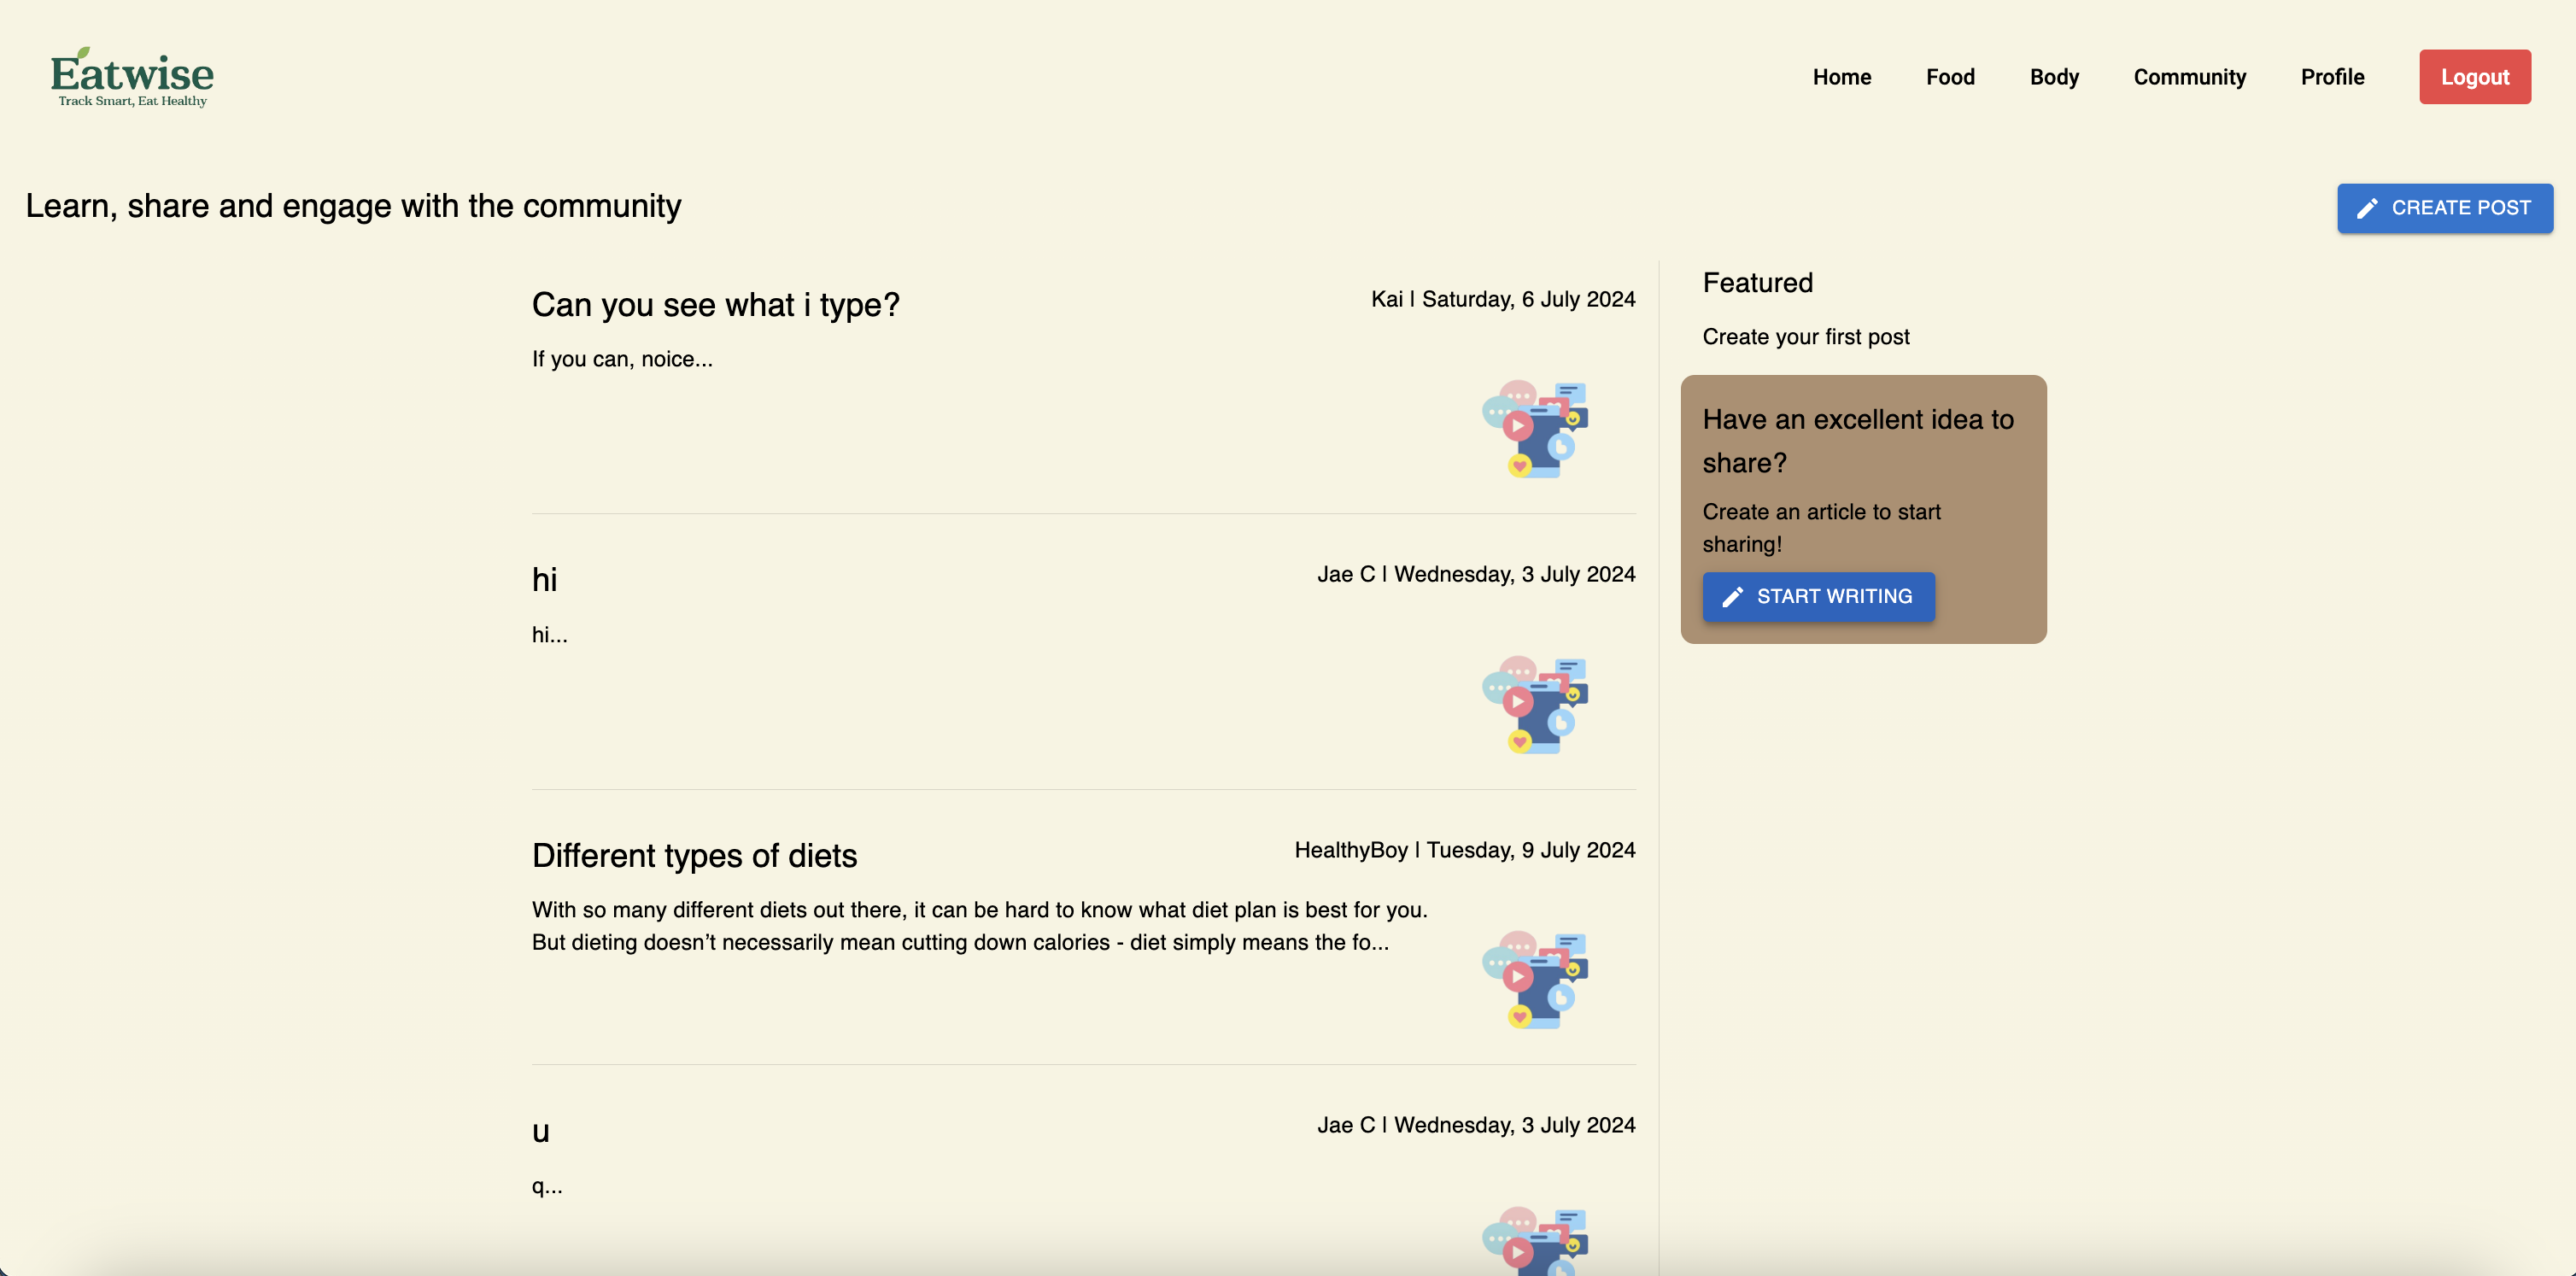 Eatwise
Track Smart, Eat Healthy
Home Food Body Community Profile Logout
Learn, share and engage with the community
CREATE POST
Can you see what i type?
Kai | Saturday, 6 July 2024
If you can, noice...
hi
Jae C | Wednesday, 3 July 2024
hi...
Different types of diets
HealthyBoy | Tuesday, 9 July 2024
With so many different diets out there, it can be hard to know what diet plan is best for you.
But dieting doesn’t necessarily mean cutting down calories - diet simply means the fo...
u
Jae C | Wednesday, 3 July 2024
q...
Featured
Create your first post
Have an excellent idea to
share?
Create an article to start
sharing!
START WRITING